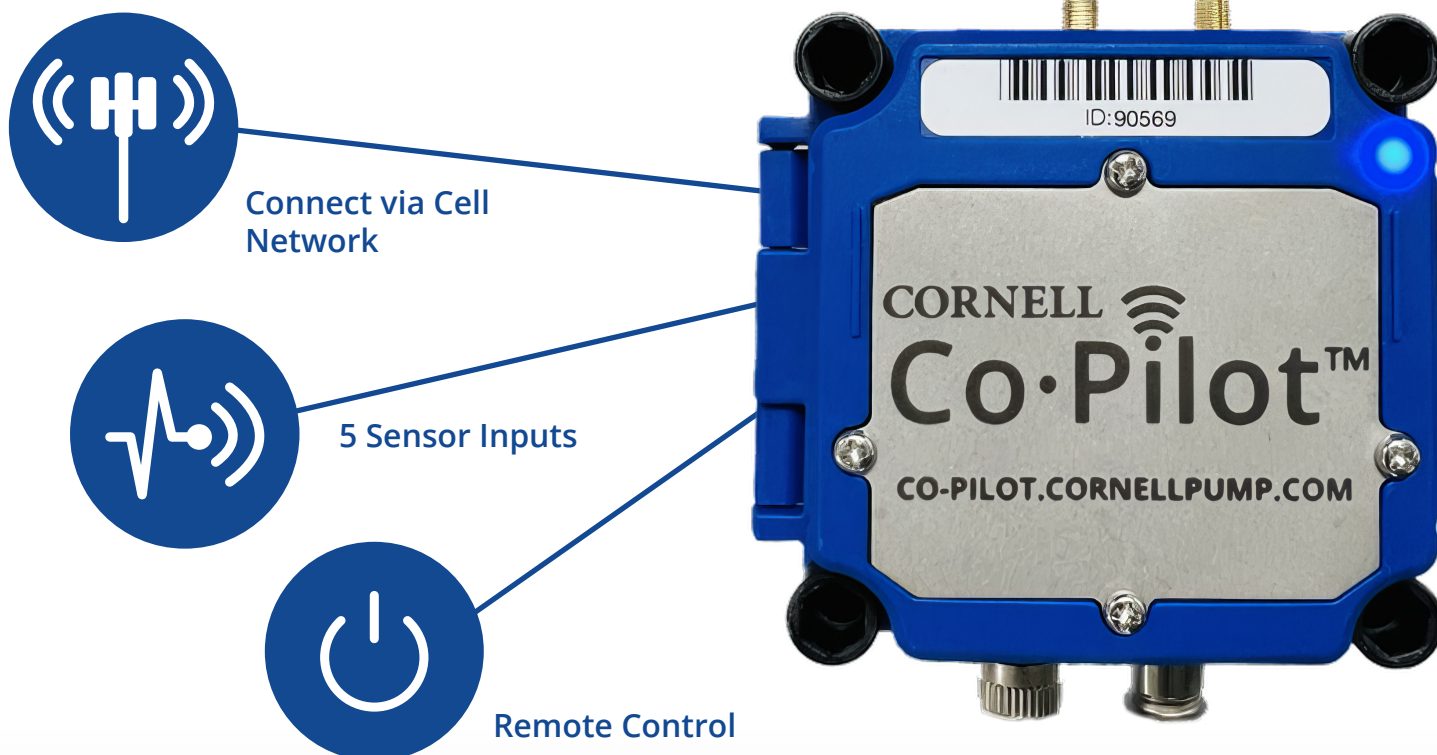 Connect via Cell
Network
5 Sensor Inputs
Remote Control
ID:90569
CORNELL
Co·Pilot™
CO-PILOT.CORNELLPUMP.COM